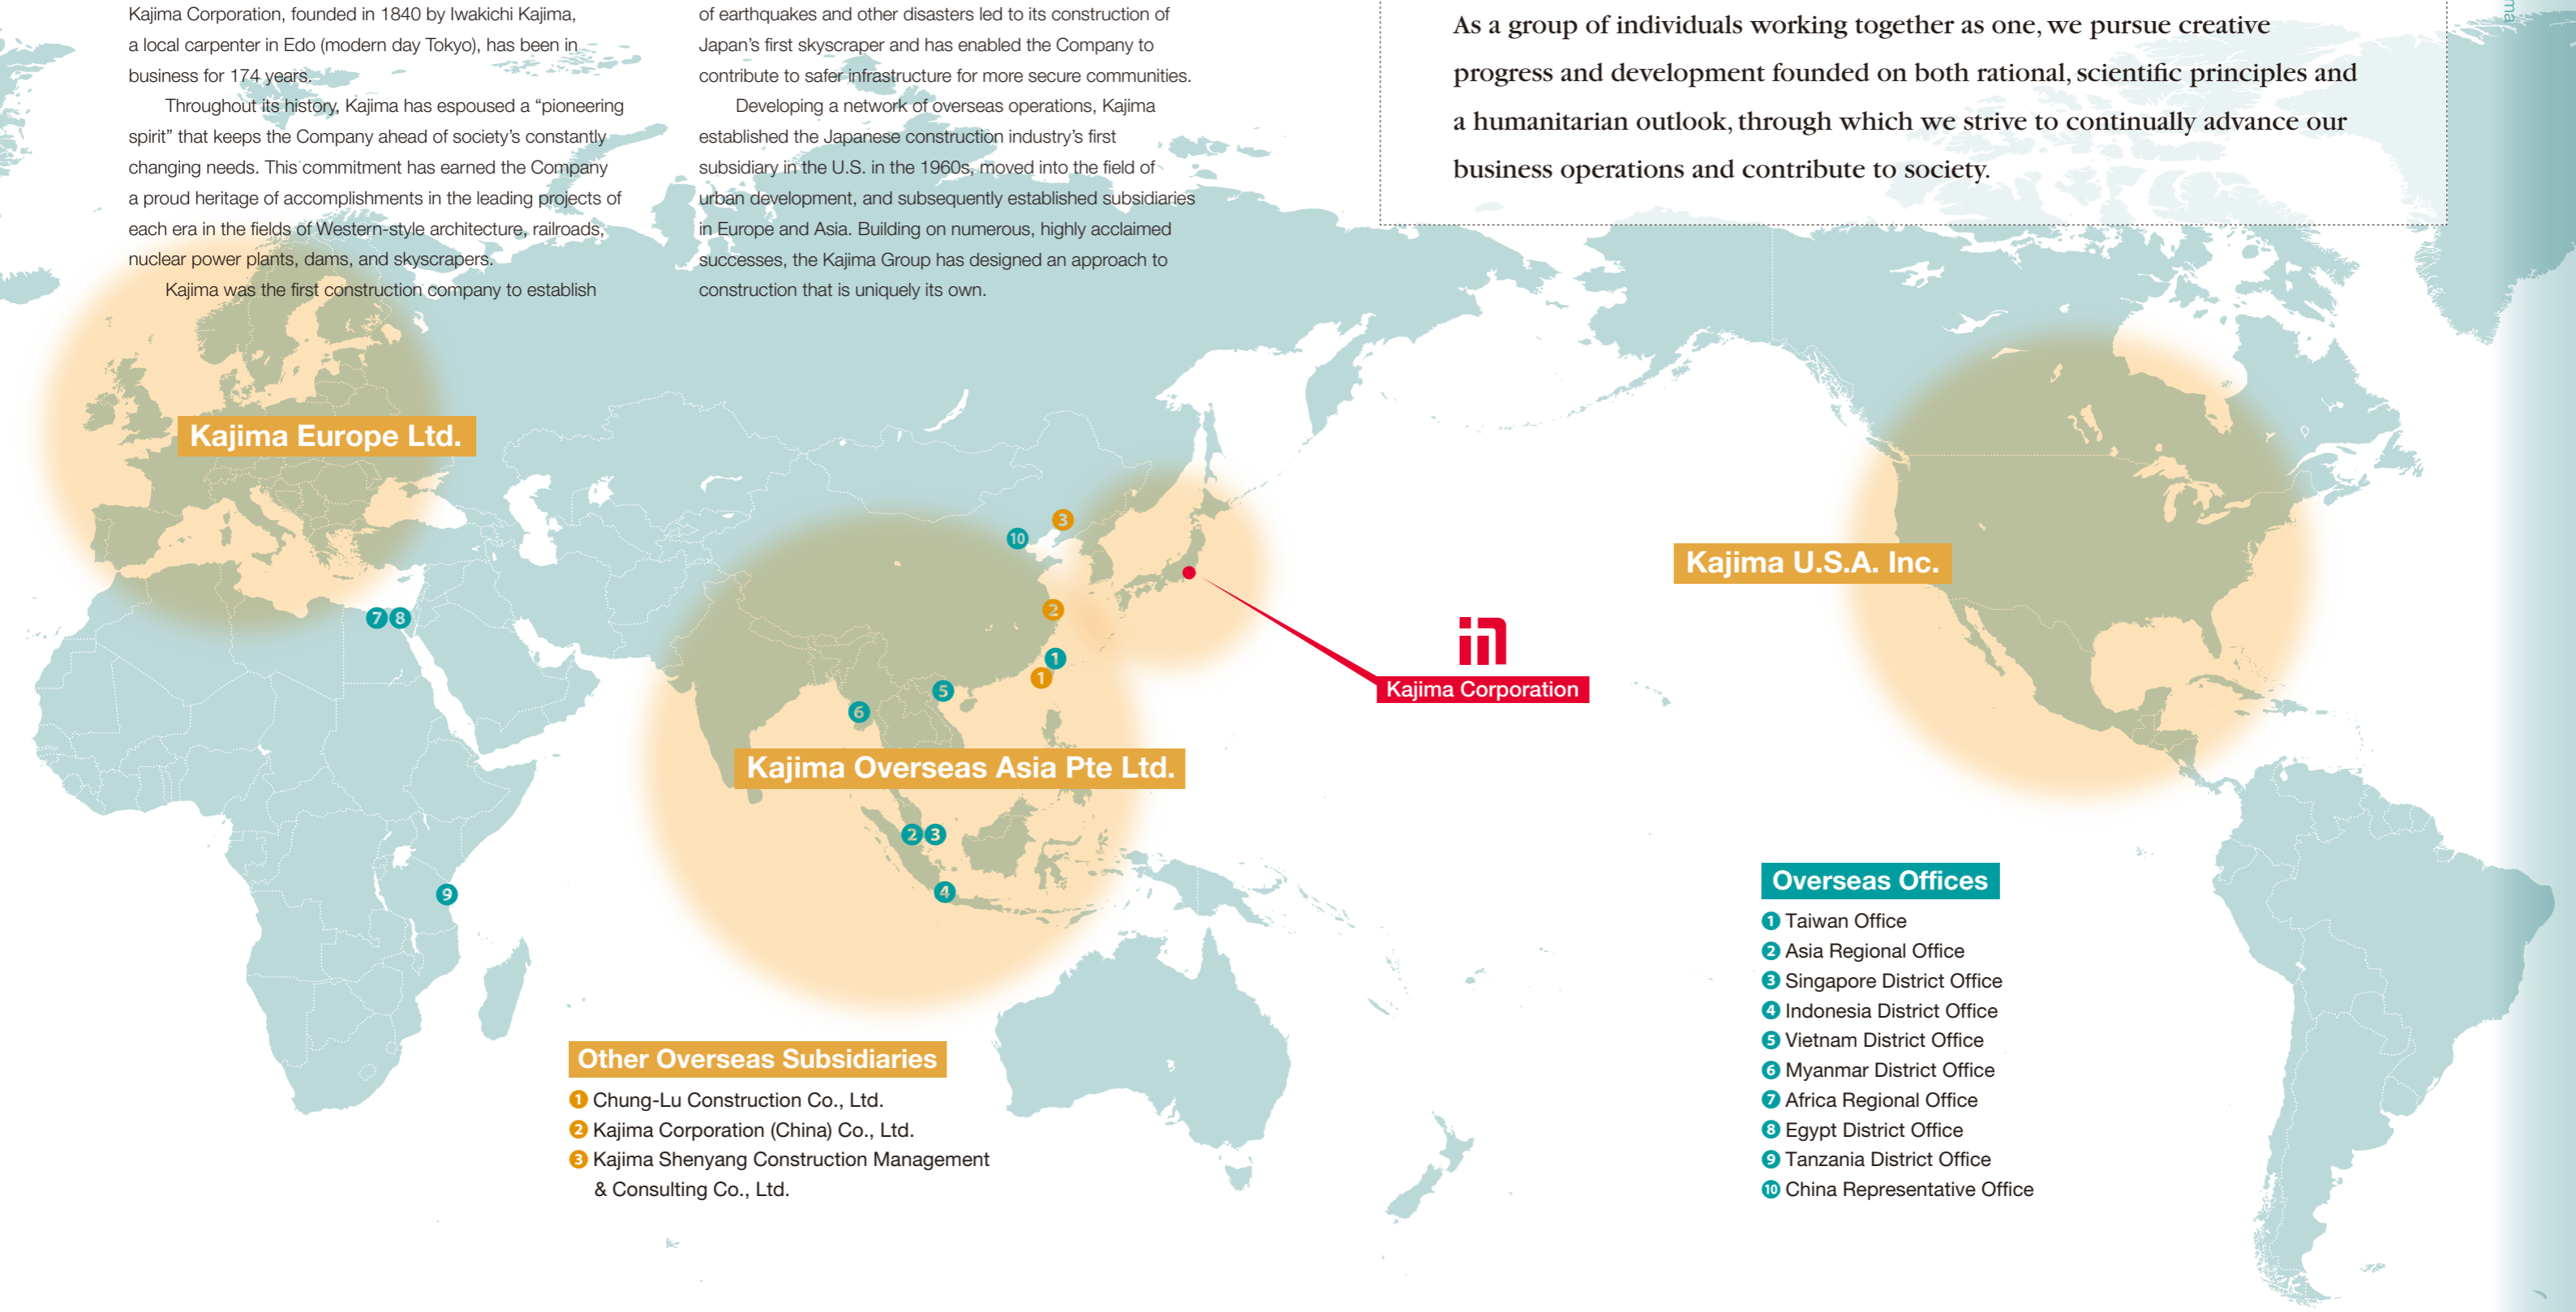 Kajima Corporation, founded in 1840 by Iwakichi Kajima,
a local carpenter in Edo (modern day Tokyo), has been in
business for 174 years.
Throughout its history, Kajima has espoused a “pioneering
spirit” that keeps the Company ahead of society’s constantly
changing needs. This commitment has earned the Company
a proud heritage of accomplishments in the leading projects of
each era in the fields of Western-style architecture, railroads,
nuclear power plants, dams, and skyscrapers.
Kajima was the first construction company to establish
of earthquakes and other disasters led to its construction of
Japan’s first skyscraper and has enabled the Company to
contribute to safer infrastructure for more secure communities.
Developing a network of overseas operations, Kajima
established the Japanese construction industry’s first
subsidiary in the U.S. in the 1960s, moved into the field of
urban development, and subsequently established subsidiaries
in Europe and Asia. Building on numerous, highly acclaimed
successes, the Kajima Group has designed an approach to
construction that is uniquely its own.
As a group of individuals working together as one, we pursue creative
progress and development founded on both rational, scientific principles and
a humanitarian outlook, through which we strive to continually advance our
business operations and contribute to society.
ma
Kajima Europe Ltd.
3
10
Kajima U.S.A. Inc.
2
7 8
1
1
5
6
Kajima Corporation
Kajima Overseas Asia Pte Ltd.
2 3
4
9
Other Overseas Subsidiaries
1 Chung-Lu Construction Co., Ltd.
2 Kajima Corporation (China) Co., Ltd.
3 Kajima Shenyang Construction Management
& Consulting Co., Ltd.
Overseas Offices
1 Taiwan Office
2 Asia Regional Office
3 Singapore District Office
4 Indonesia District Office
5 Vietnam District Office
6 Myanmar District Office
7 Africa Regional Office
8 Egypt District Office
9 Tanzania District Office
10 China Representative Office